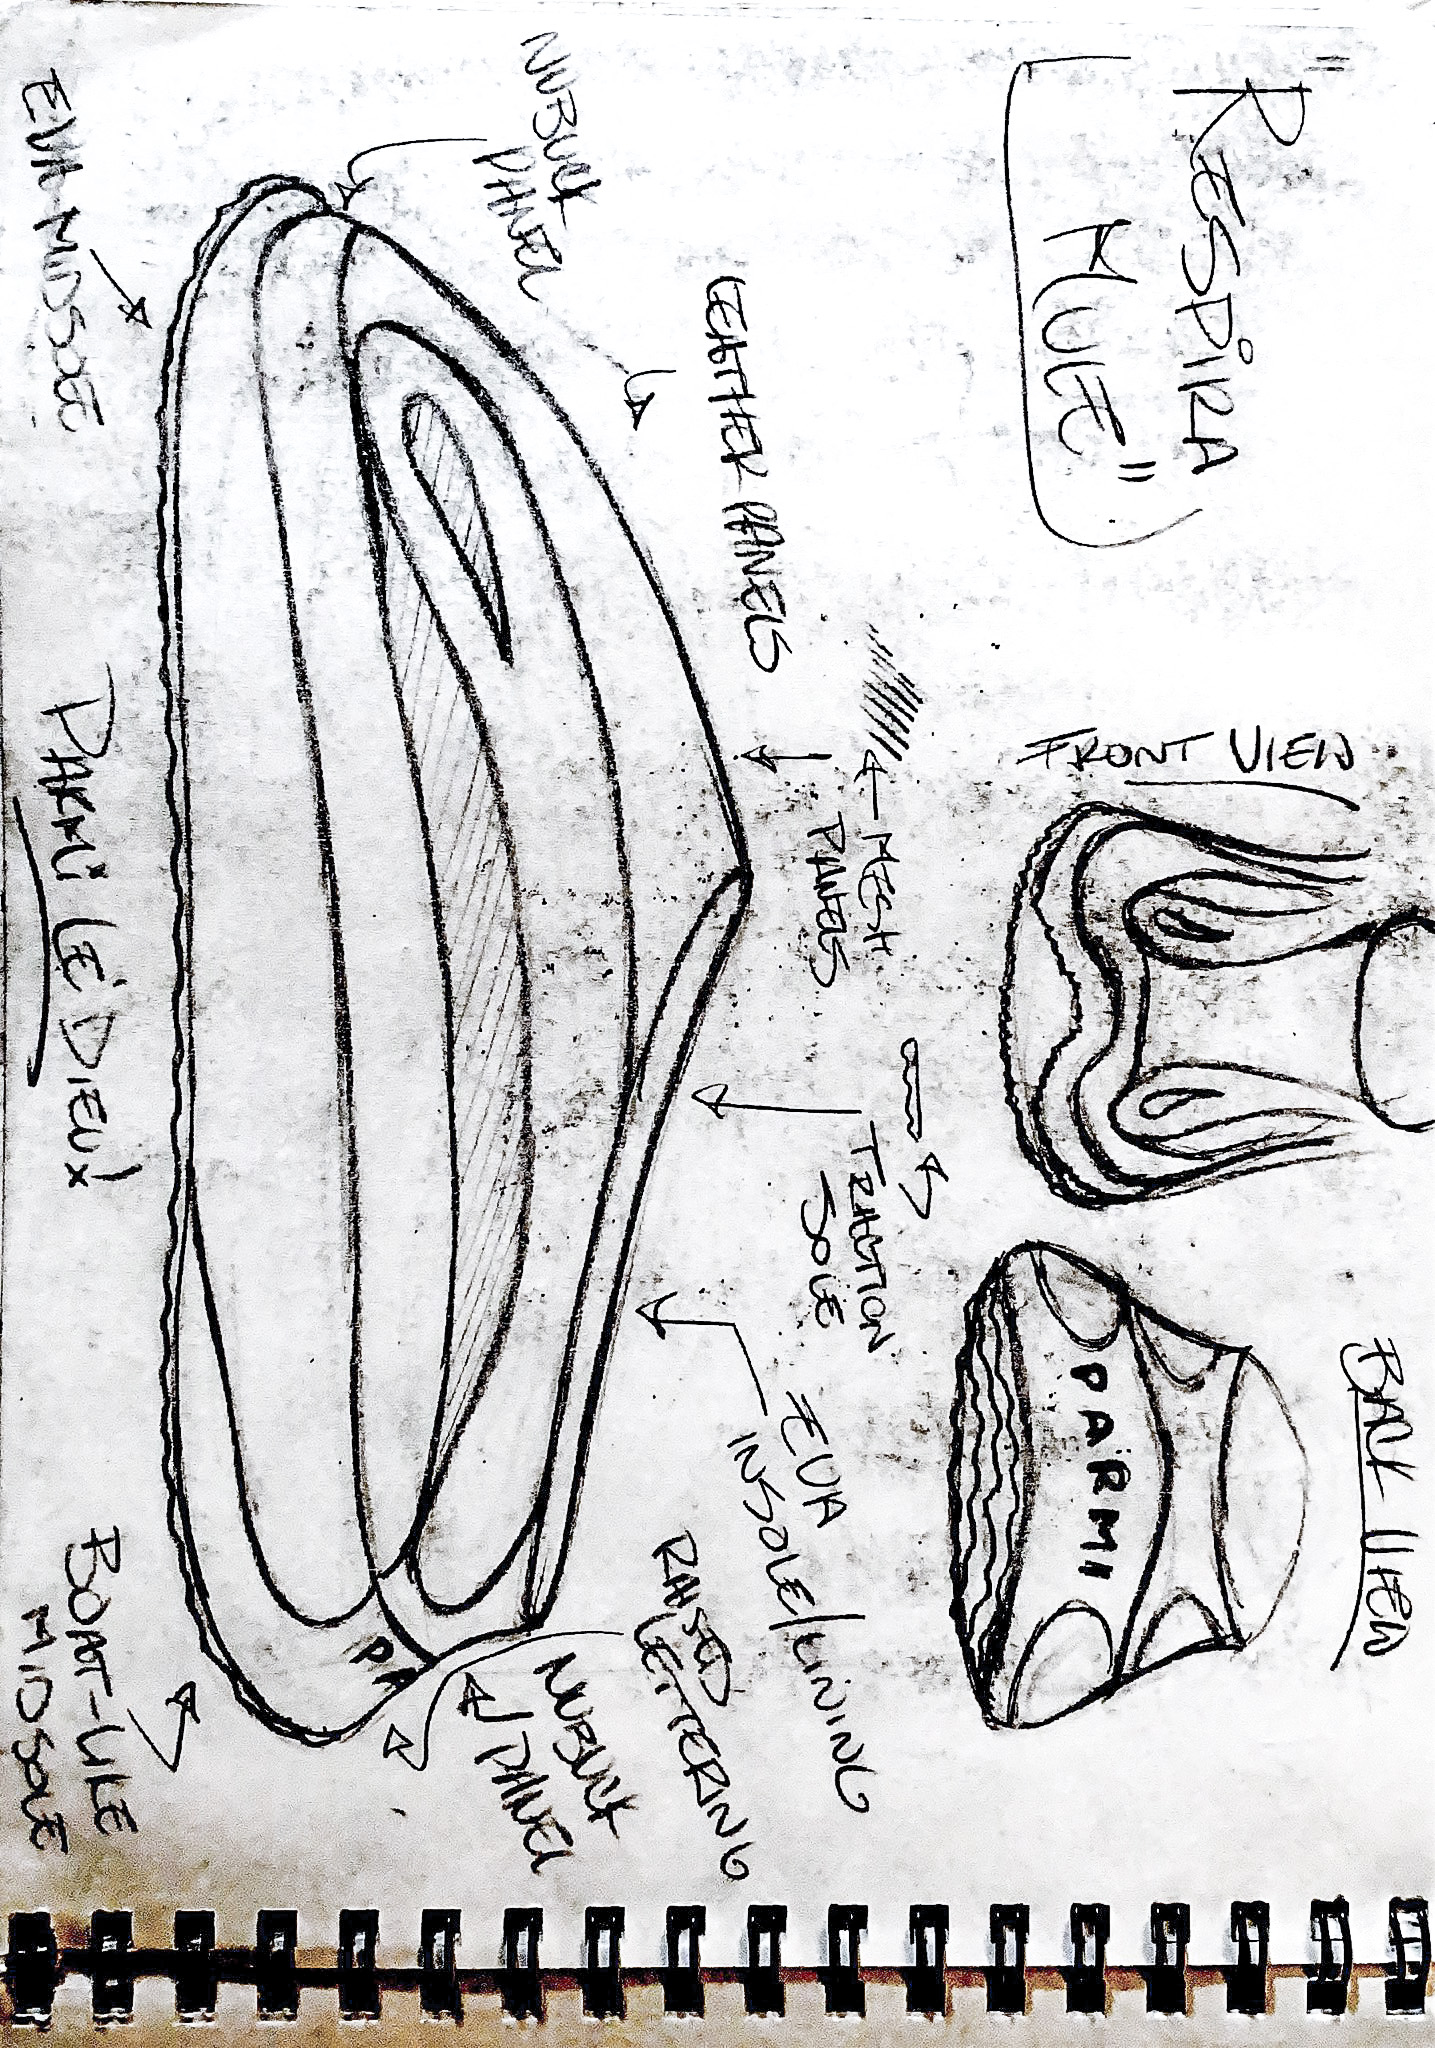 "RESPIRA
MULE"
FRONT VIEW
BACK VIEW
PARMI
MESH
PANELS
TRACTION
SOLE
EVA
INSOLE/LINING
LEATHER PANELS
RAISED
LETTERING
NUBUCK
PANEL
NUBUCK
PANEL
PA
EVA MIDSOLE
PARMI LE' DIEU!
BOAT-LIKE
MIDSOLE